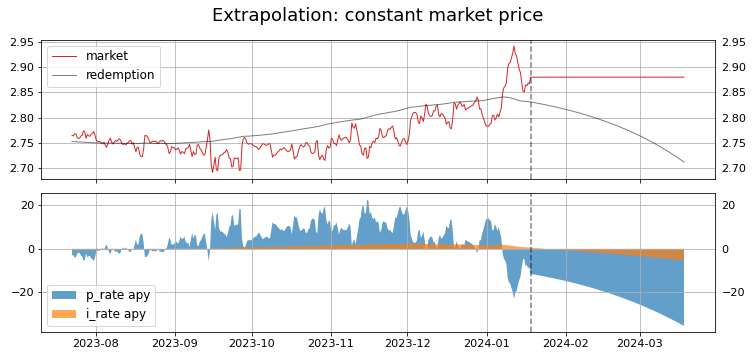 Extrapolation: constant market price
2.95 2.95
2.90 2.90
2.85 2.85
2.80 2.80
2.75 2.75
2.70 2.70
market
redemption
20 20
0 0
−20 −20
p_rate apy
i_rate apy
2023-08 2023-09 2023-10 2023-11 2023-12 2024-01 2024-02 2024-03